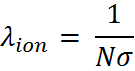 λ_ion = 1 / Nσ